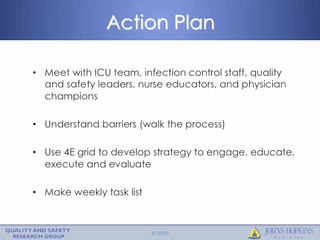 Action Plan
• Meet with ICU team, infection control staff, quality
and safety leaders, nurse educators, and physician
champions
• Understand barriers (walk the process)
• Use 4E grid to develop strategy to engage, educate,
execute and evaluate
• Make weekly task list
QUALITY AND SAFETY
RESEARCH GROUP
© 2009
JOHNS HOPKINS
MEDICINE